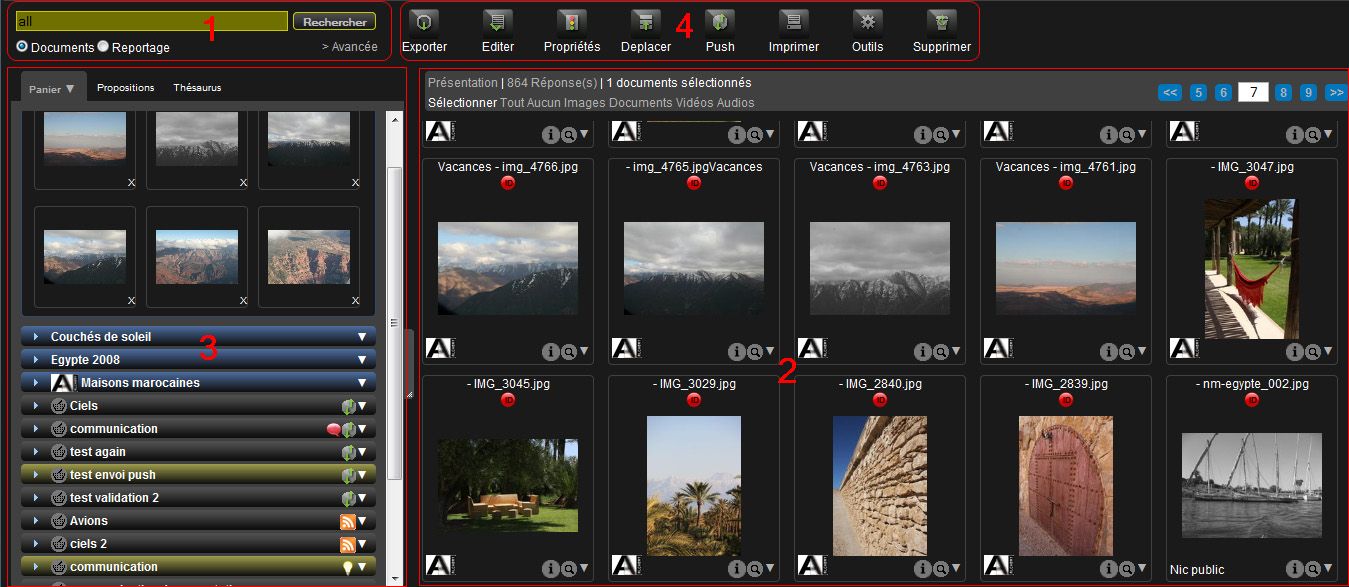 all
Rechercher
Documents Reportage > Avancée
1
Exporter Editer Propriétés Deplacer Push Imprimer Outils Supprimer
4
Panier ▼ Propositions Thésaurus
x x x
x x x
Couchés de soleil
Egypte 2008
3
A Maisons marocaines
Ciels
communication
test again
test envoi push
test validation 2
Avions
ciels 2
communication
Présentation | 864 Réponse(s) | 1 documents sélectionnés
Sélectionner Tout Aucun Images Documents Vidéos Audios
<< 5 6 7 8 9 >>
A A A A A
Vacances - img_4766.jpg - img_4765.jpgVacances Vacances - img_4763.jpg Vacances - img_4761.jpg - IMG_3047.jpg
A A A A A
2
- IMG_3045.jpg - IMG_3029.jpg - IMG_2840.jpg - IMG_2839.jpg - nm-egypte_002.jpg
A A A A Nic public